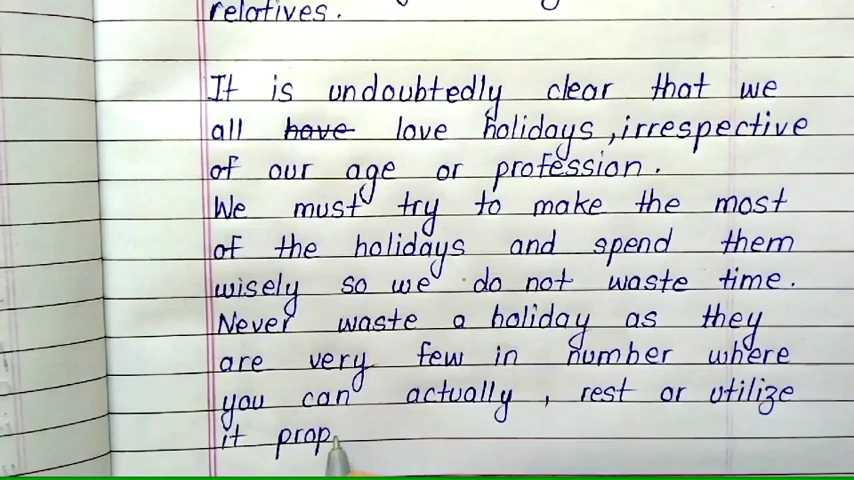 relatives.
It is undoubtedly clear that we
all have love holidays, irrespective
of our age or profession.
We must try to make the most
of the holidays and spend them
wisely so we do not waste time.
Never waste a holiday as they
are very few in number where
you can actually, rest or utilize
it prop